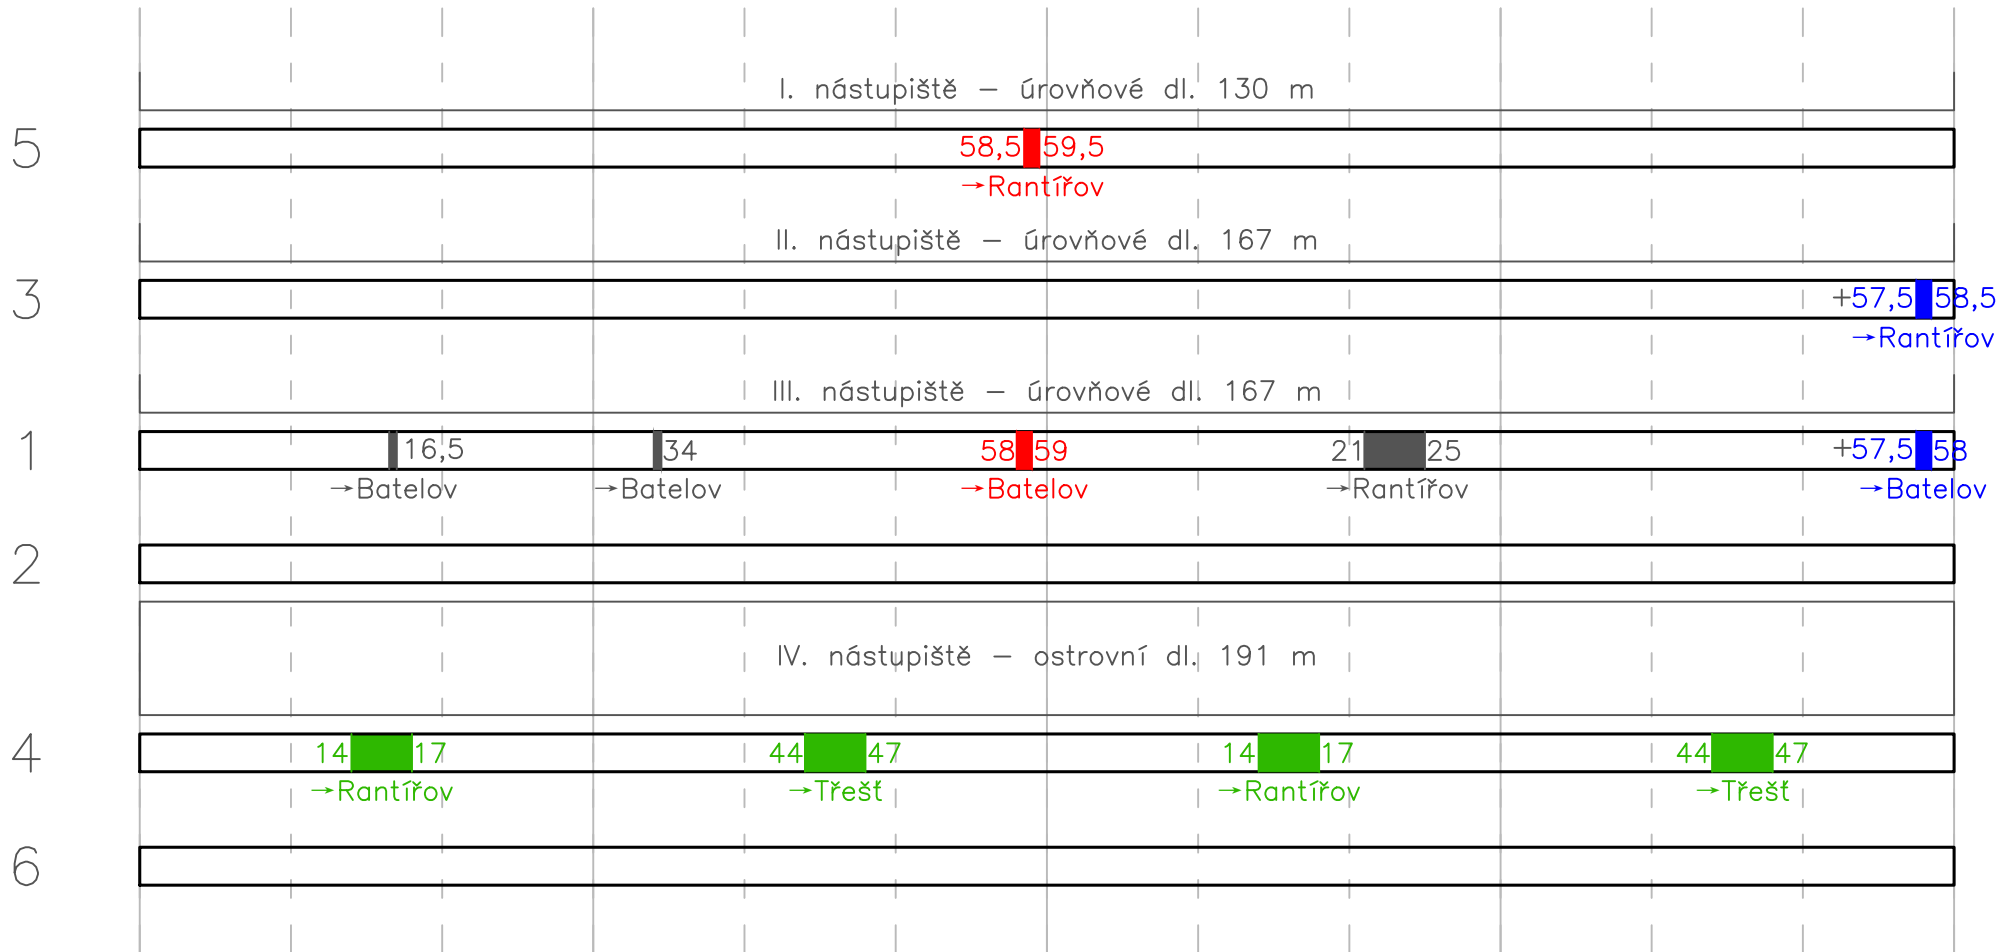 I. nástupiště – úrovňové dl. 130 m
5
58,5 59,5
→Rantířov
II. nástupiště – úrovňové dl. 167 m
3
+57,5 58,5
→Rantířov
III. nástupiště – úrovňové dl. 167 m
1
16,5 34 58 59 21 25 +57,5 58
→Batelov →Batelov →Batelov →Rantířov →Batelov
2
IV. nástupiště – ostrovní dl. 191 m
4
14 17 44 47 14 17 44 47
→Rantířov →Třešť →Rantířov →Třešť
6